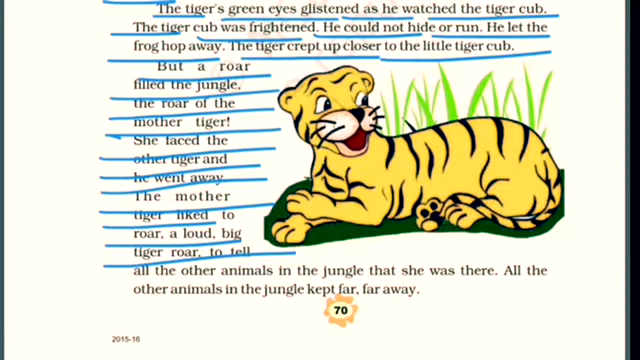 The tiger's green eyes glistened as he watched the tiger cub.
The tiger cub was frightened. He could not hide or run. He let the
frog hop away. The tiger crept up closer to the little tiger cub.
But a roar
filled the jungle,
the roar of the
mother tiger!
She faced the
other tiger and
he went away.
The mother
tiger liked to
roar, a loud, big
tiger roar, to tell
all the other animals in the jungle that she was there. All the
other animals in the jungle kept far, far away.
70
2015-16